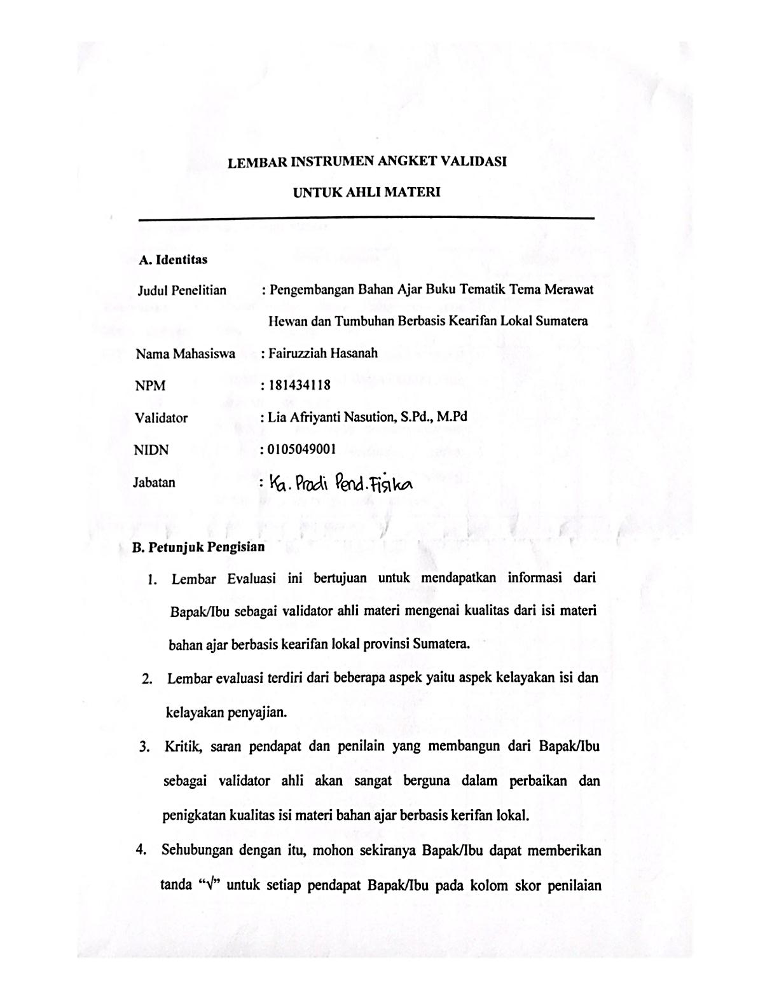 LEMBAR INSTRUMEN ANGKET VALIDASI
UNTUK AHLI MATERI
A. Identitas
Judul Penelitian : Pengembangan Bahan Ajar Buku Tematik Tema Merawat
Hewan dan Tumbuhan Berbasis Kearifan Lokal Sumatera
Nama Mahasiswa : Fairuzziah Hasanah
NPM : 181434118
Validator : Lia Afriyanti Nasution, S.Pd., M.Pd
NIDN : 0105049001
Jabatan : Ka. Prodi Pend. Fisika
B. Petunjuk Pengisian
1. Lembar Evaluasi ini bertujuan untuk mendapatkan informasi dari
Bapak/Ibu sebagai validator ahli materi mengenai kualitas dari isi materi
bahan ajar berbasis kearifan lokal provinsi Sumatera.
2. Lembar evaluasi terdiri dari beberapa aspek yaitu aspek kelayakan isi dan
kelayakan penyajian.
3. Kritik, saran pendapat dan penilain yang membangun dari Bapak/Ibu
sebagai validator ahli akan sangat berguna dalam perbaikan dan
penigkatan kualitas isi materi bahan ajar berbasis kerifan lokal.
4. Sehubungan dengan itu, mohon sekiranya Bapak/Ibu dapat memberikan
tanda “√” untuk setiap pendapat Bapak/Ibu pada kolom skor penilaian